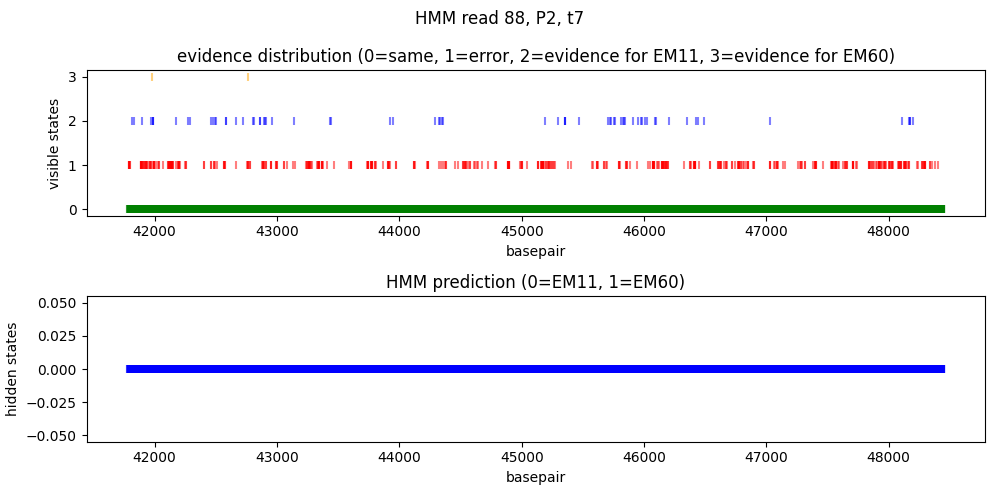 HMM read 88, P2, t7
evidence distribution (0=same, 1=error, 2=evidence for EM11, 3=evidence for EM60)
visible states
3
2
1
0
42000 43000 44000 45000 46000 47000 48000
basepair
HMM prediction (0=EM11, 1=EM60)
hidden states
0.050
0.025
0.000
−0.025
−0.050
42000 43000 44000 45000 46000 47000 48000
basepair